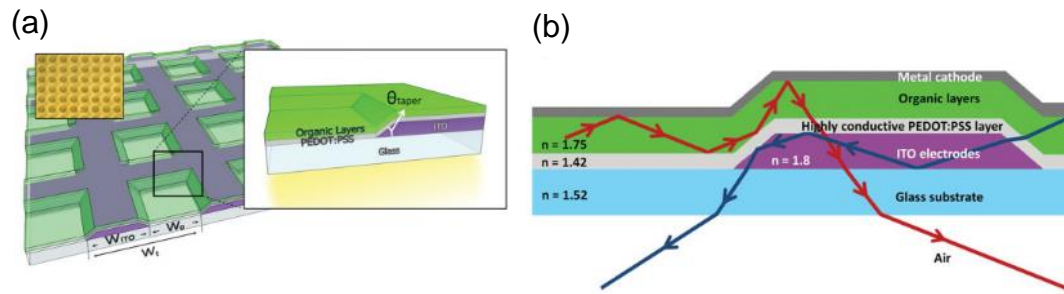 (a)
θtaper
ITO
Organic Layers
PEDOT:PSS
Glass
WITO
Wo
Wt
(b)
Metal cathode
Organic layers
Highly conductive PEDOT:PSS layer
n = 1.75
ITO electrodes
n = 1.42
n = 1.8
n = 1.52
Glass substrate
Air